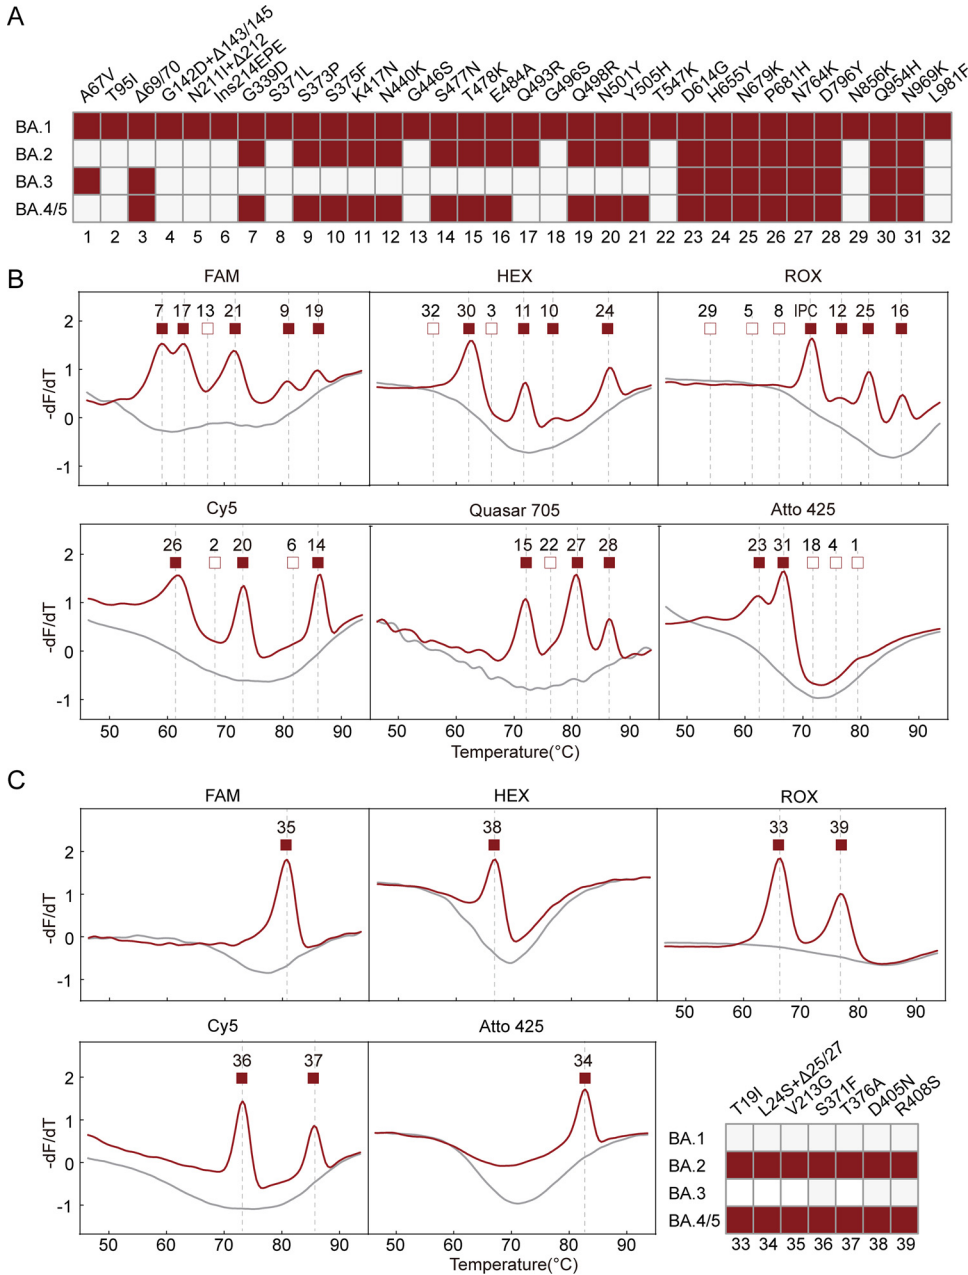 A
A67V T95I Δ69/70 G142D+Δ143/145 N211I+Δ212 Ins214EPE G339D S371L S373P S375F K417N N440K G446S S477N T478K E484A Q493R G496S Q498R N501Y Y505H T547K D614G H655Y N679K P681H N764K D796Y N856K Q954H N969K L981F
BA.1
BA.2
BA.3
BA.4/5
1 2 3 4 5 6 7 8 9 10 11 12 13 14 15 16 17 18 19 20 21 22 23 24 25 26 27 28 29 30 31 32
B
FAM HEX ROX
7 17 13 21 9 19 32 30 3 11 10 24 29 5 8 IPC 12 25 16
2
1
0
-1
-dF/dT
Cy5 Quasar 705 Atto 425
26 2 20 6 14 15 22 27 28 23 31 18 4 1
2
1
0
-1
-dF/dT
50 60 70 80 90 50 60 70 80 90 50 60 70 80 90
Temperature(°C)
C
FAM HEX ROX
35 38 33 39
2
1
0
-1
-dF/dT
50 60 70 80 90
Cy5 Atto 425
36 37 34
2
1
0
-1
-dF/dT
50 60 70 80 90 50 60 70 80 90
Temperature(°C)
T19I L24S+Δ25/27 V213G S371F T376A D405N R408S
BA.1
BA.2
BA.3
BA.4/5
33 34 35 36 37 38 39